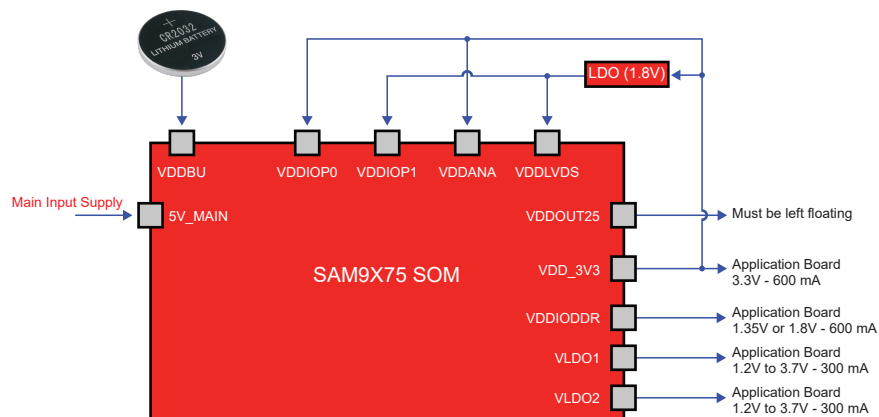 CR2032
LITHIUM BATTERY
3V
LDO (1.8V)
VDDBU
VDDIOP0
VDDIOP1
VDDANA
VDDLVDS
Main Input Supply
5V_MAIN
VDDOUT25
Must be left floating
SAM9X75 SOM
VDD_3V3
Application Board
3.3V - 600 mA
VDDIODDR
Application Board
1.35V or 1.8V - 600 mA
VLDO1
Application Board
1.2V to 3.7V - 300 mA
VLDO2
Application Board
1.2V to 3.7V - 300 mA